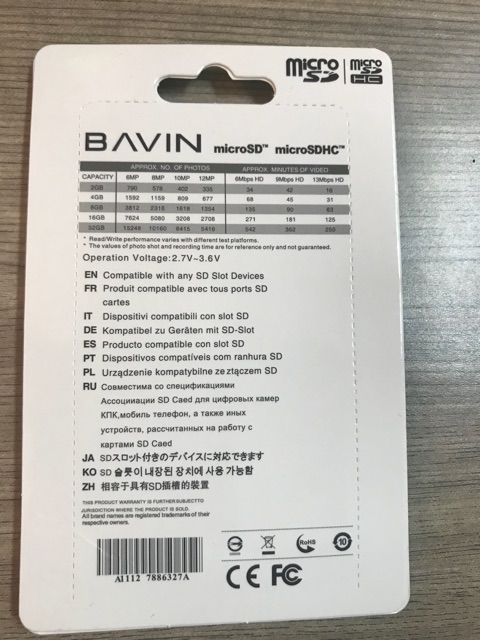 micro SD micro SD HC
BAVIN microSD™ microSDHC™
APPROX. NO. OF PHOTOS APPROX. MINUTES OF VIDEO
CAPACITY 6MP 8MP 10MP 12MP 6Mbps HD 9Mbps HD 13Mbps HD
2GB 790 578 402 335 34 42 16
4GB 1592 1159 809 677 68 45 31
8GB 3812 2316 1618 1354 135 90 63
16GB 7624 5080 3208 2708 271 181 125
32GB 15248 10160 6416 5416 542 362 250
* Read/Write performance varies with different test platforms.
* The values of photo shot and recording time are for reference only and not guaranteed.
Operation Voltage:2.7V~3.6V
EN Compatible with any SD Slot Devices
FR Produit compatible avec tous ports SD
cartes
IT Dispositivi compatibili con slot SD
DE Kompatibel zu Geräten mit SD-Slot
ES Producto compatible con slot SD
PT Dispositivos compatíveis com ranhura SD
PL Urządzenie kompatybilne ze złączem SD
RU Совместима со спецификациями
Ассоциации SD Caed для цифровых камер
КПК,мобиль телефон, а также иных
устройств, рассчитанных на работу с
картами SD Caed
JA SDスロット付きのデバイスに対応できます
KO SD 슬롯이 내장된 장치에 사용 가능함
ZH 相容于具有SD插槽的裝置
THIS PRODUCT WARRANTY IS FURTHER SUBJECTTO
JURISDICTION WHERE THE PRODUCT IS SOLD.
All brand names are registered trademarks of their
respective owners.
RoHS 10
A1112 7886327A
CE FC